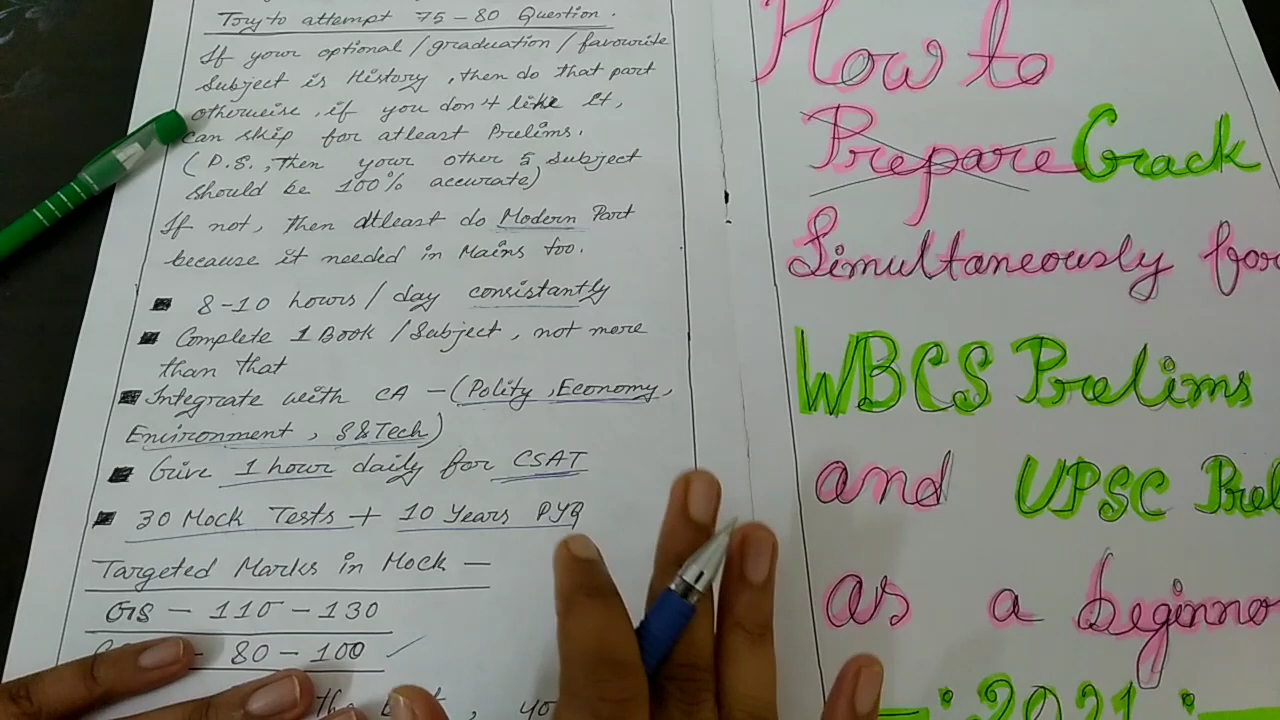 Try to attempt 75-80 Question.
If your optional/graduation/favourite
Subject is History, then do that part
otherweise, if you don't like it,
can skip for atleast Prelims.
(P.S., then your other 5 Subject
should be 100% accurate)
If not, then atleast do Modern Part
because it needed in Mains too.
8-10 hours/day consistantly
Complete 1 Book/Subject, not more
than that
Integrate with CA - (Polity, Economy,
Environment, S&Tech)
Give 1 hour daily for CSAT
30 Mock Tests + 10 Years PYQ
Targeted Marks in Mock -
GS - 110-130
- 80-100
How to
Prepare Crack
Simultaneously for
WBCS Prelims
and UPSC Prel
as a beginne
-: 2021 :-